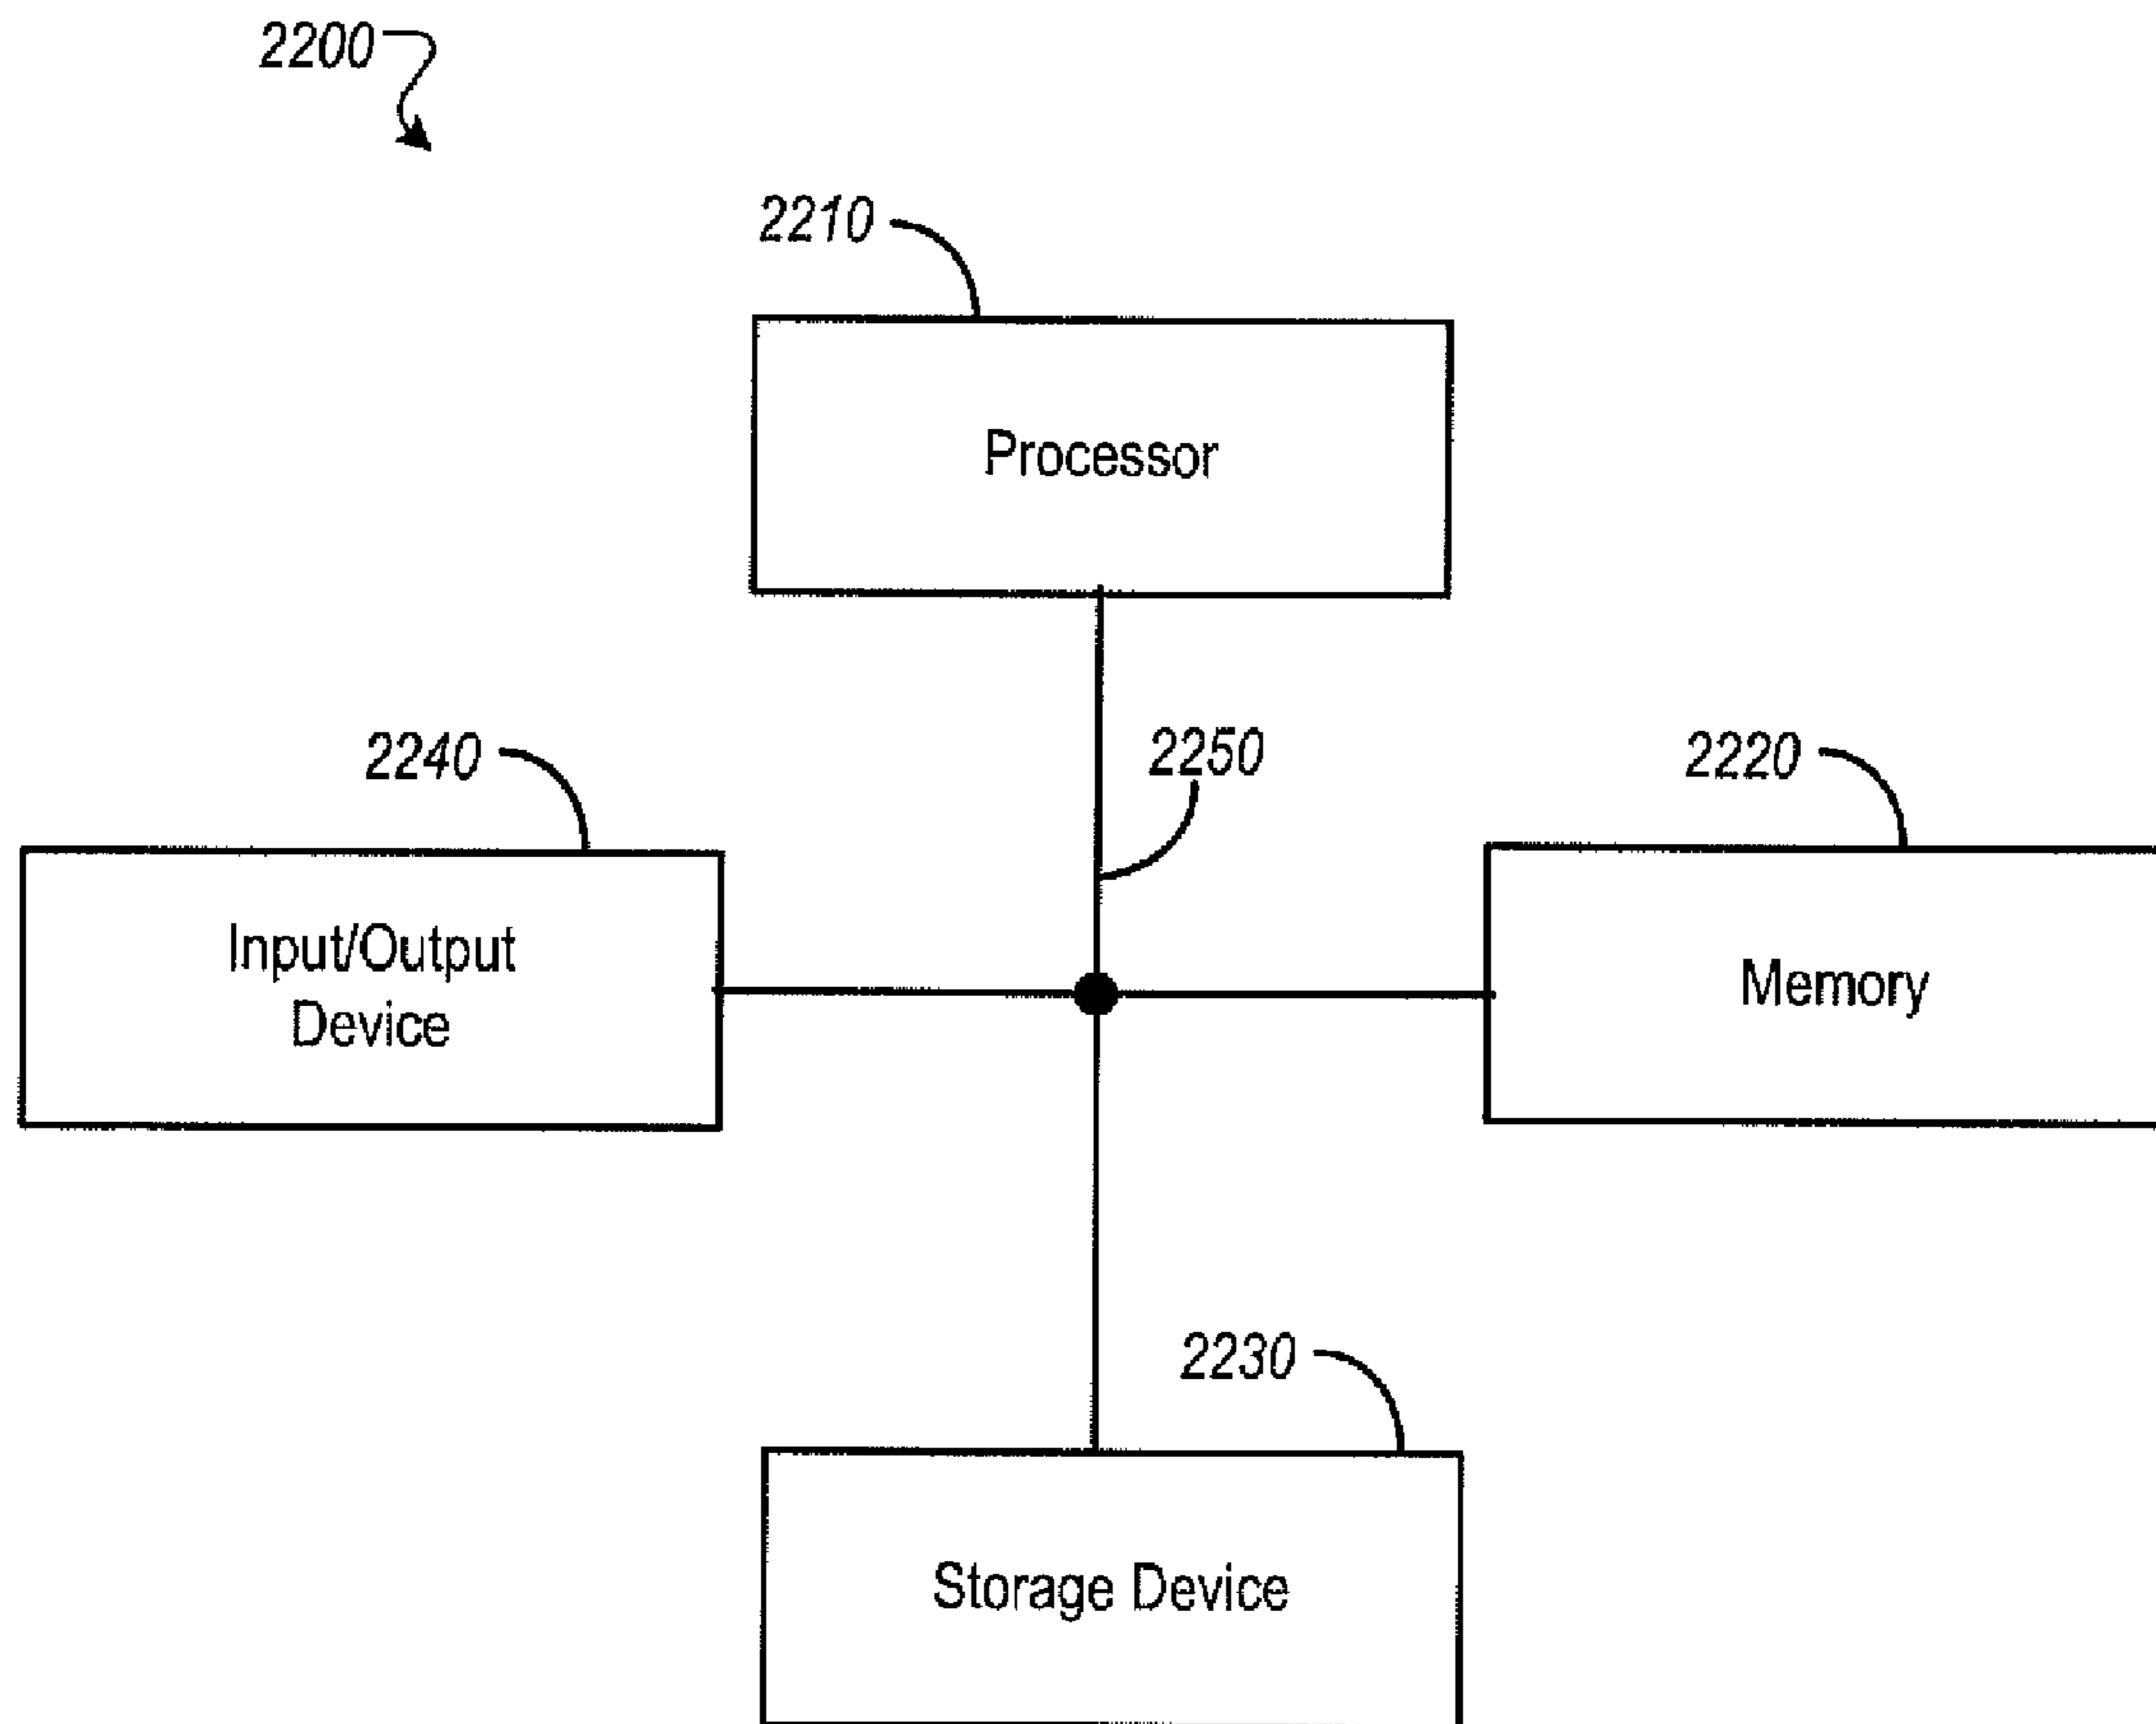 2200
2210
Processor
2240
2250
2220
Input/Output
Device
Memory
2230
Storage Device